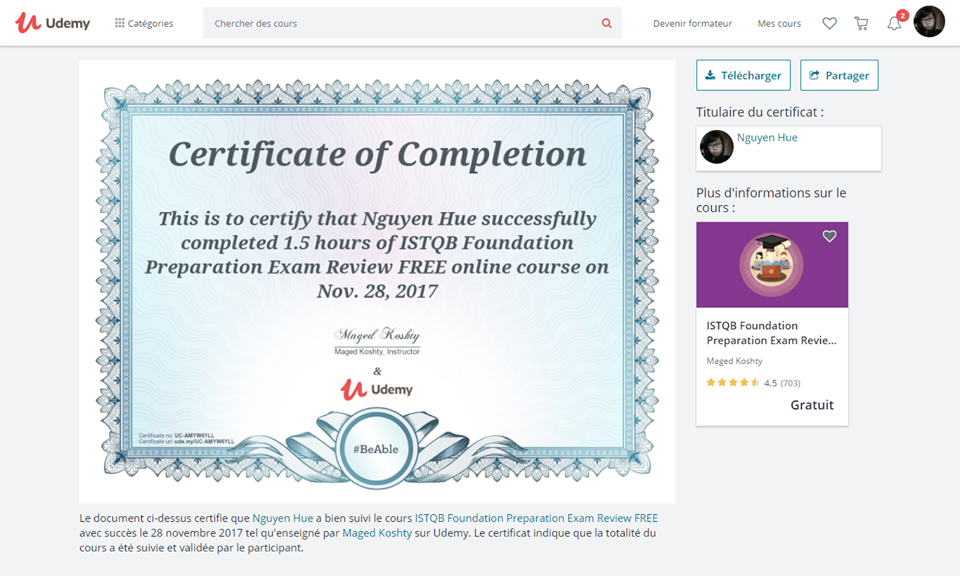 Udemy
Catégories
Chercher des cours
Devenir formateur
Mes cours
2
Télécharger
Partager
Certificate of Completion
This is to certify that Nguyen Hue successfully
completed 1.5 hours of ISTQB Foundation
Preparation Exam Review FREE online course on
Nov. 28, 2017
Maged Koshty
Maged Koshty, Instructor
&
Udemy
#BeAble
Certificate no: UC-AMYW6YLL
Certificate url: ude.my/UC-AMYW6YLL
Titulaire du certificat :
Nguyen Hue
Plus d'informations sur le
cours :
ISTQB Foundation
Preparation Exam Revie...
Maged Koshty
4.5 (703)
Gratuit
Le document ci-dessus certifie que Nguyen Hue a bien suivi le cours ISTQB Foundation Preparation Exam Review FREE
avec succès le 28 novembre 2017 tel qu'enseigné par Maged Koshty sur Udemy. Le certificat indique que la totalité du
cours a été suivie et validée par le participant.